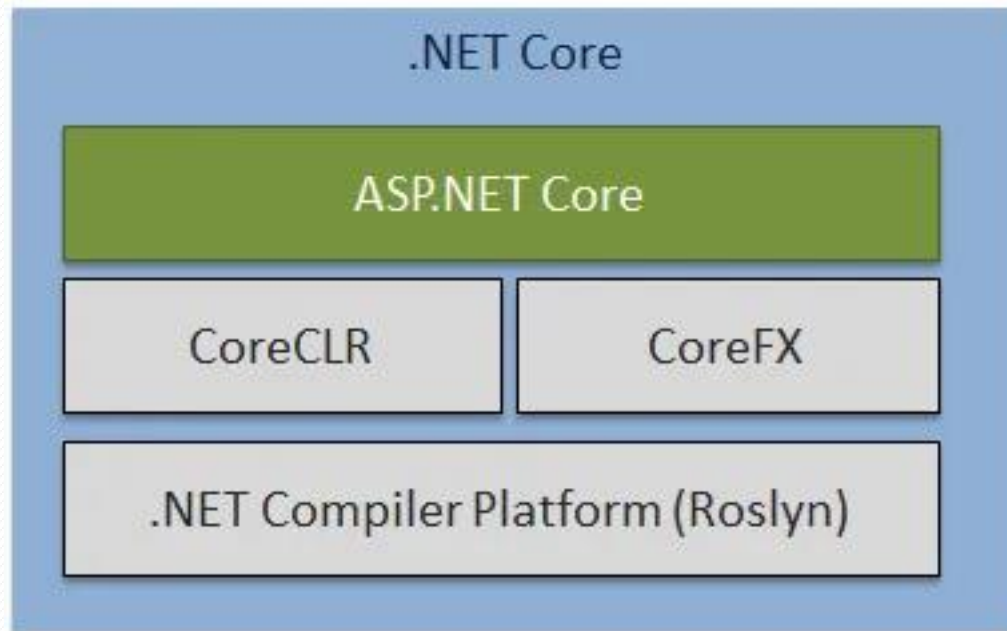 .NET Core
ASP.NET Core
CoreCLR
CoreFX
.NET Compiler Platform (Roslyn)